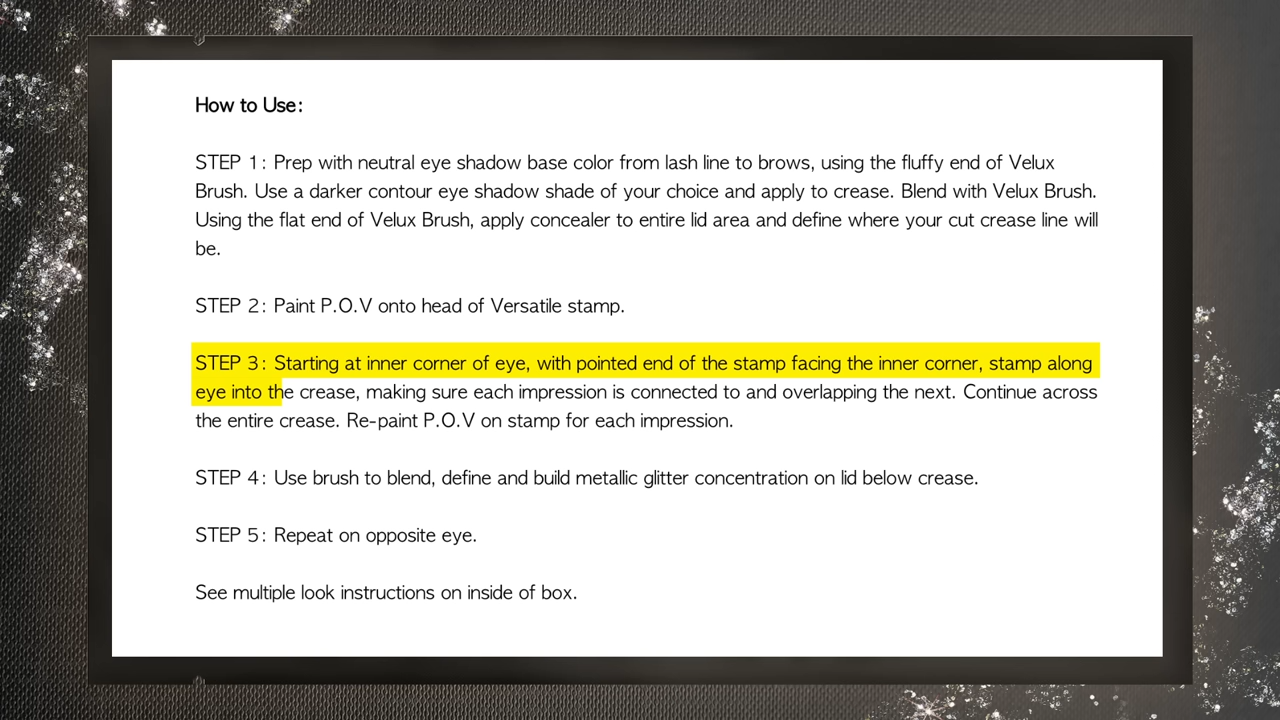 How to Use:
STEP 1: Prep with neutral eye shadow base color from lash line to brows, using the fluffy end of Velux
Brush. Use a darker contour eye shadow shade of your choice and apply to crease. Blend with Velux Brush.
Using the flat end of Velux Brush, apply concealer to entire lid area and define where your cut crease line will
be.
STEP 2: Paint P.O.V onto head of Versatile stamp.
STEP 3: Starting at inner corner of eye, with pointed end of the stamp facing the inner corner, stamp along
eye into the crease, making sure each impression is connected to and overlapping the next. Continue across
the entire crease. Re-paint P.O.V on stamp for each impression.
STEP 4: Use brush to blend, define and build metallic glitter concentration on lid below crease.
STEP 5: Repeat on opposite eye.
See multiple look instructions on inside of box.